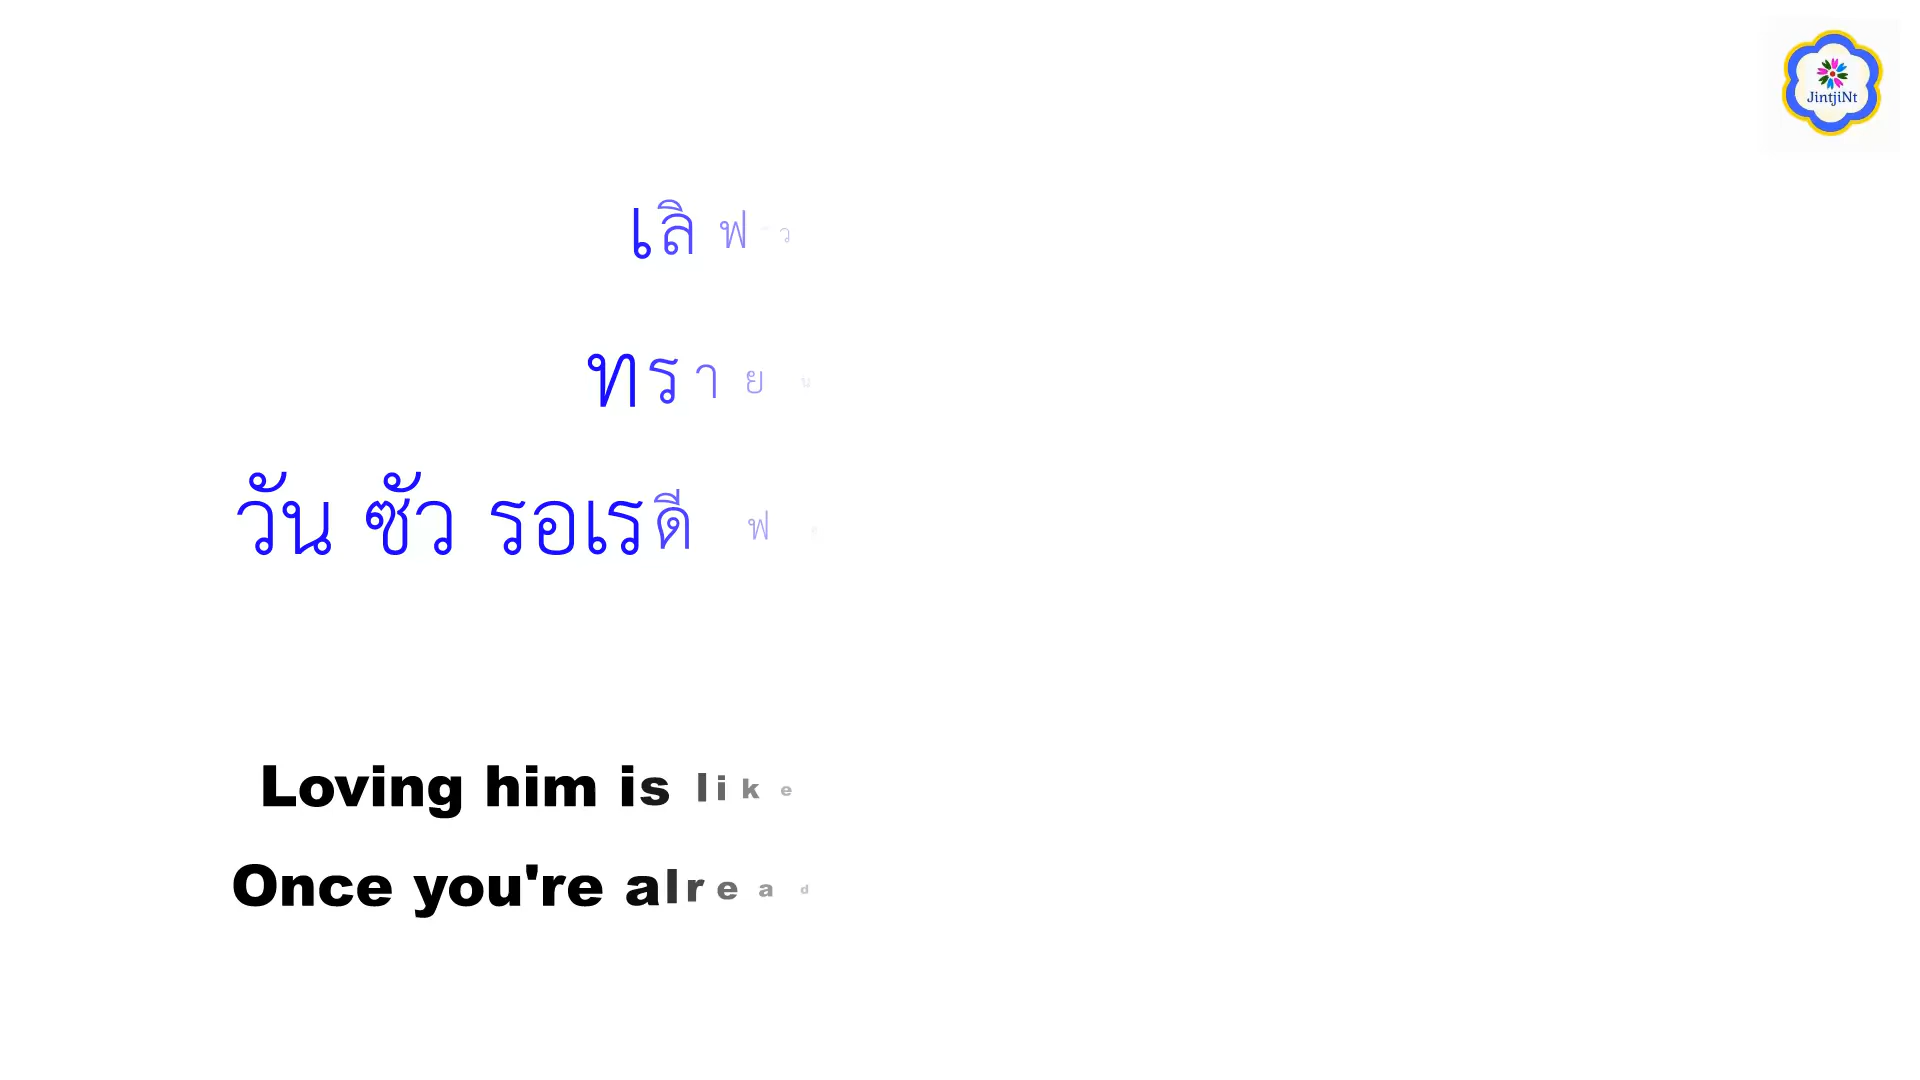 JintjiNt
เลิฟ
ทราย
วัน ซัว รอเรดี ฟ
Loving him is like
Once you're alread